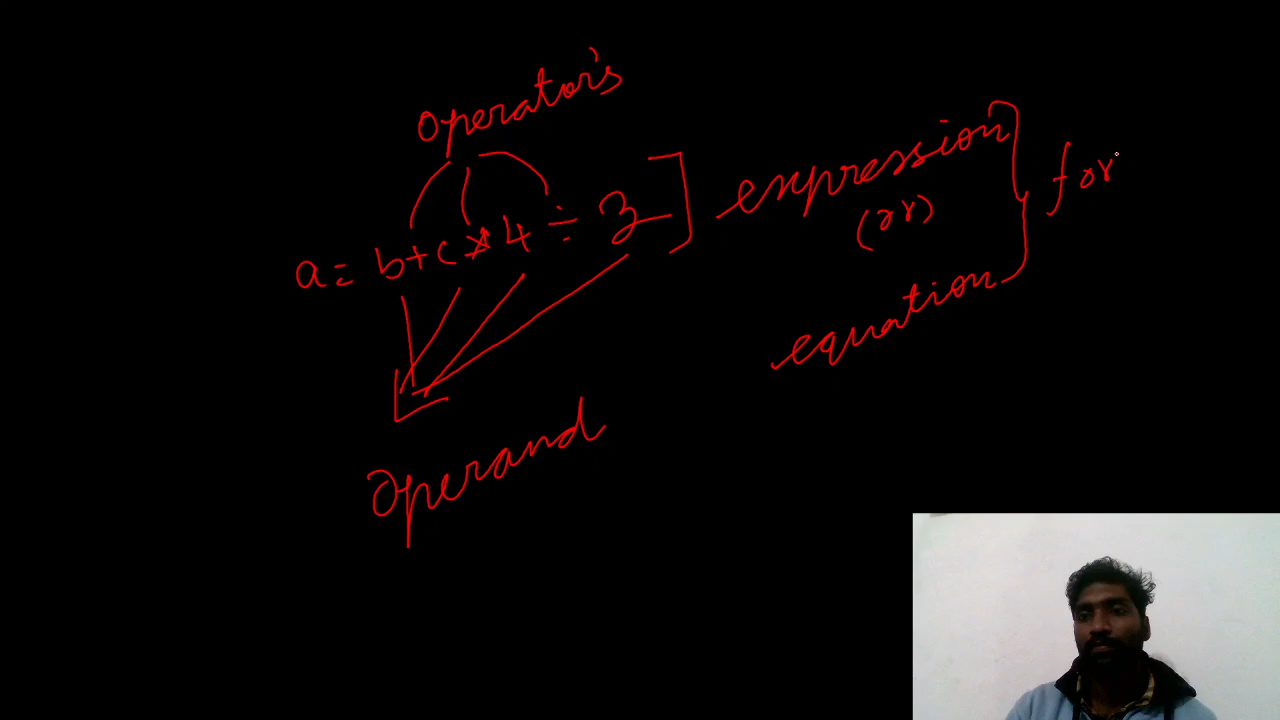 operator's
a = b+c*4 ÷ 3 ] expression } for
(or)
equation
operand